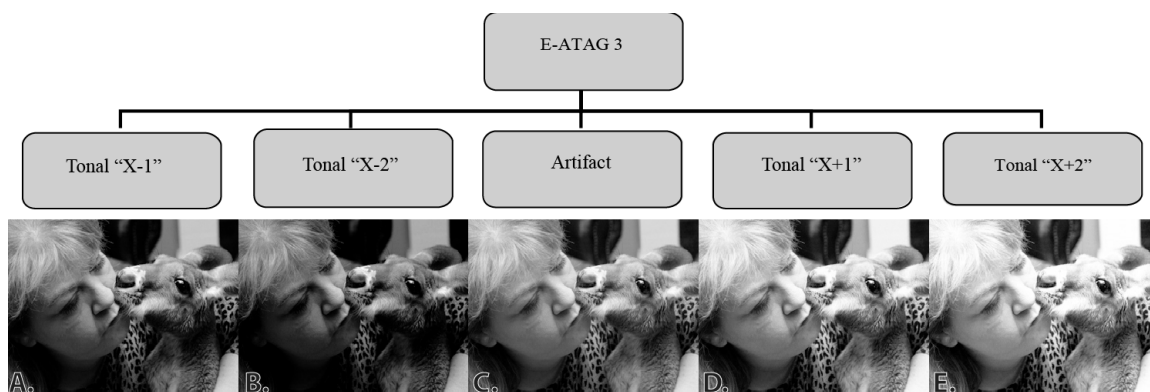 E-ATAG 3
Tonal “X-1”
Tonal “X-2”
Artifact
Tonal “X+1”
Tonal “X+2”
A.
B.
C.
D.
E.